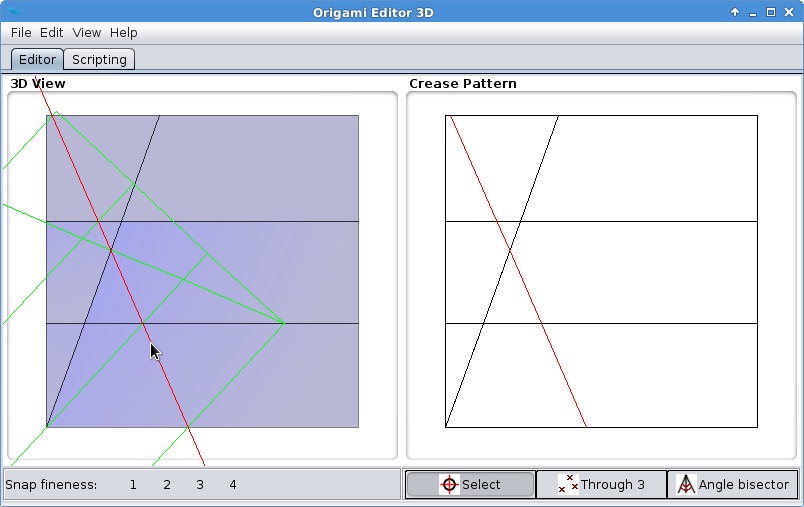 Origami Editor 3D
File Edit View Help
Editor Scripting
3D View Crease Pattern
Snap fineness: 1 2 3 4 Select Through 3 Angle bisector